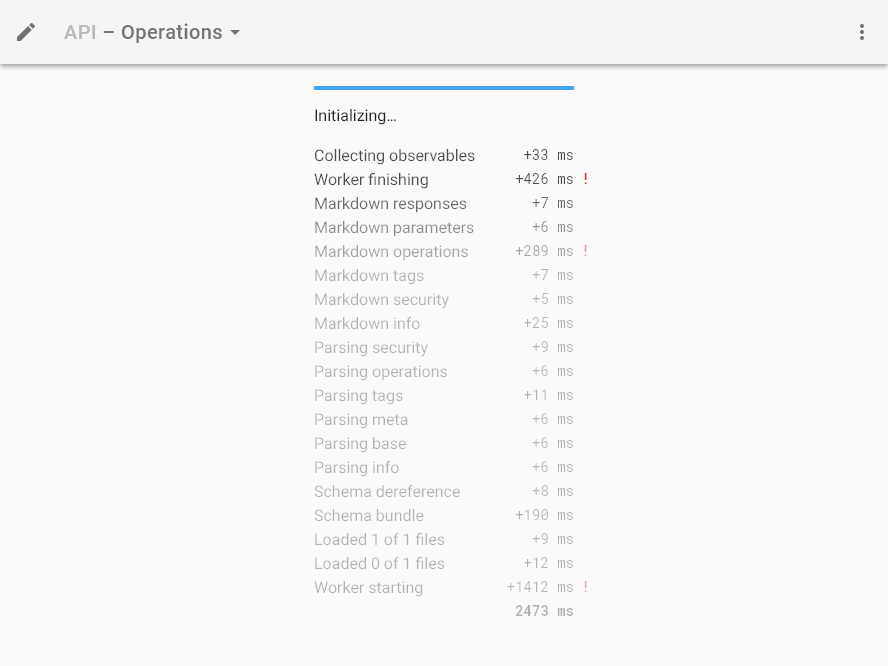 API – Operations
Initializing…
Collecting observables +33 ms
Worker finishing +426 ms !
Markdown responses +7 ms
Markdown parameters +6 ms
Markdown operations +289 ms !
Markdown tags +7 ms
Markdown security +5 ms
Markdown info +25 ms
Parsing security +9 ms
Parsing operations +6 ms
Parsing tags +11 ms
Parsing meta +6 ms
Parsing base +6 ms
Parsing info +6 ms
Schema dereference +8 ms
Schema bundle +190 ms
Loaded 1 of 1 files +9 ms
Loaded 0 of 1 files +12 ms
Worker starting +1412 ms !
2473 ms